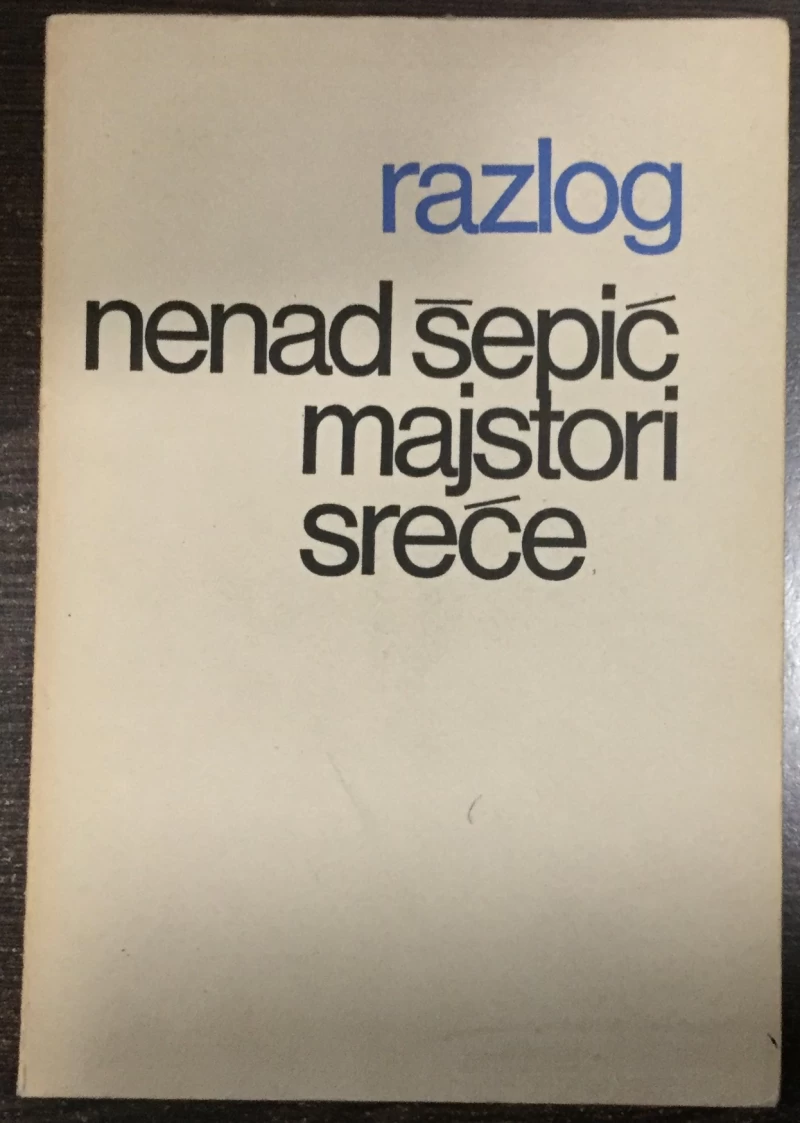 razlog
nenad šepić
majstori
sreće